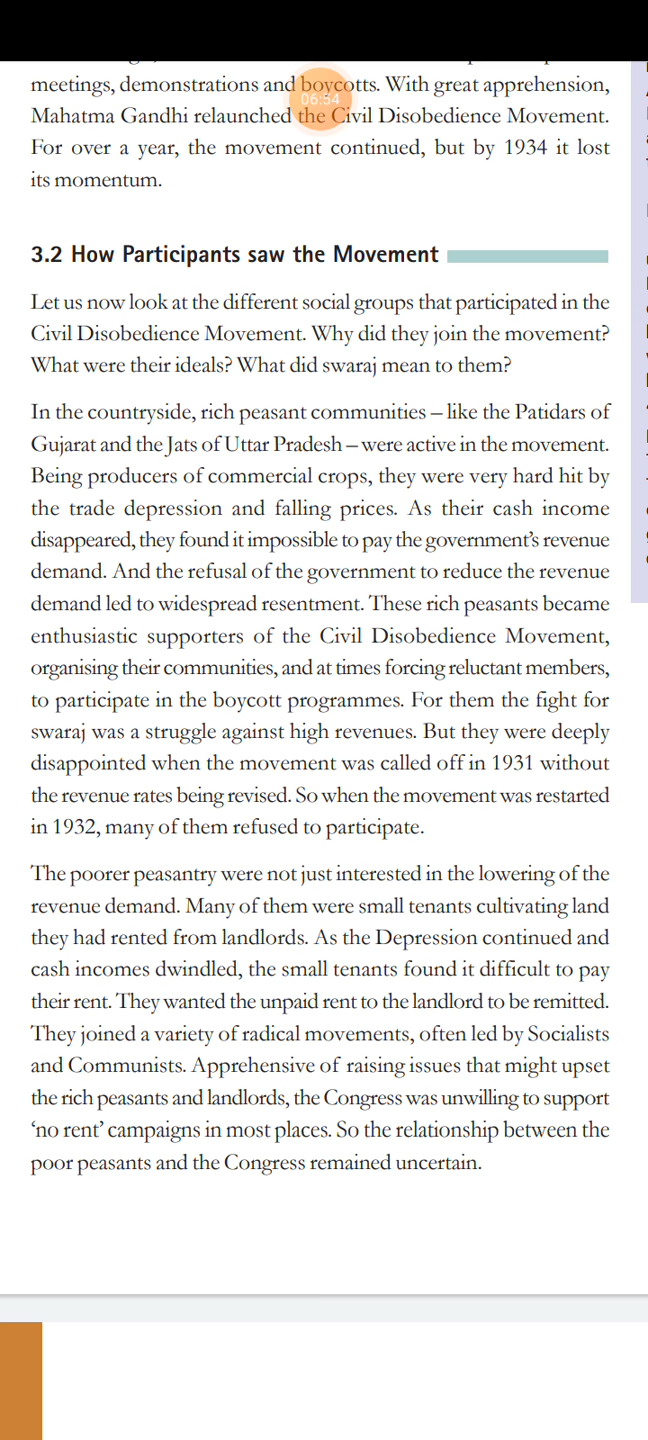 meetings, demonstrations and boycotts. With great apprehension,
06:54
Mahatma Gandhi relaunched the Civil Disobedience Movement.
For over a year, the movement continued, but by 1934 it lost
its momentum.
3.2 How Participants saw the Movement
Let us now look at the different social groups that participated in the
Civil Disobedience Movement. Why did they join the movement?
What were their ideals? What did swaraj mean to them?
In the countryside, rich peasant communities – like the Patidars of
Gujarat and the Jats of Uttar Pradesh – were active in the movement.
Being producers of commercial crops, they were very hard hit by
the trade depression and falling prices. As their cash income
disappeared, they found it impossible to pay the government's revenue
demand. And the refusal of the government to reduce the revenue
demand led to widespread resentment. These rich peasants became
enthusiastic supporters of the Civil Disobedience Movement,
organising their communities, and at times forcing reluctant members,
to participate in the boycott programmes. For them the fight for
swaraj was a struggle against high revenues. But they were deeply
disappointed when the movement was called off in 1931 without
the revenue rates being revised. So when the movement was restarted
in 1932, many of them refused to participate.
The poorer peasantry were not just interested in the lowering of the
revenue demand. Many of them were small tenants cultivating land
they had rented from landlords. As the Depression continued and
cash incomes dwindled, the small tenants found it difficult to pay
their rent. They wanted the unpaid rent to the landlord to be remitted.
They joined a variety of radical movements, often led by Socialists
and Communists. Apprehensive of raising issues that might upset
the rich peasants and landlords, the Congress was unwilling to support
‘no rent’ campaigns in most places. So the relationship between the
poor peasants and the Congress remained uncertain.